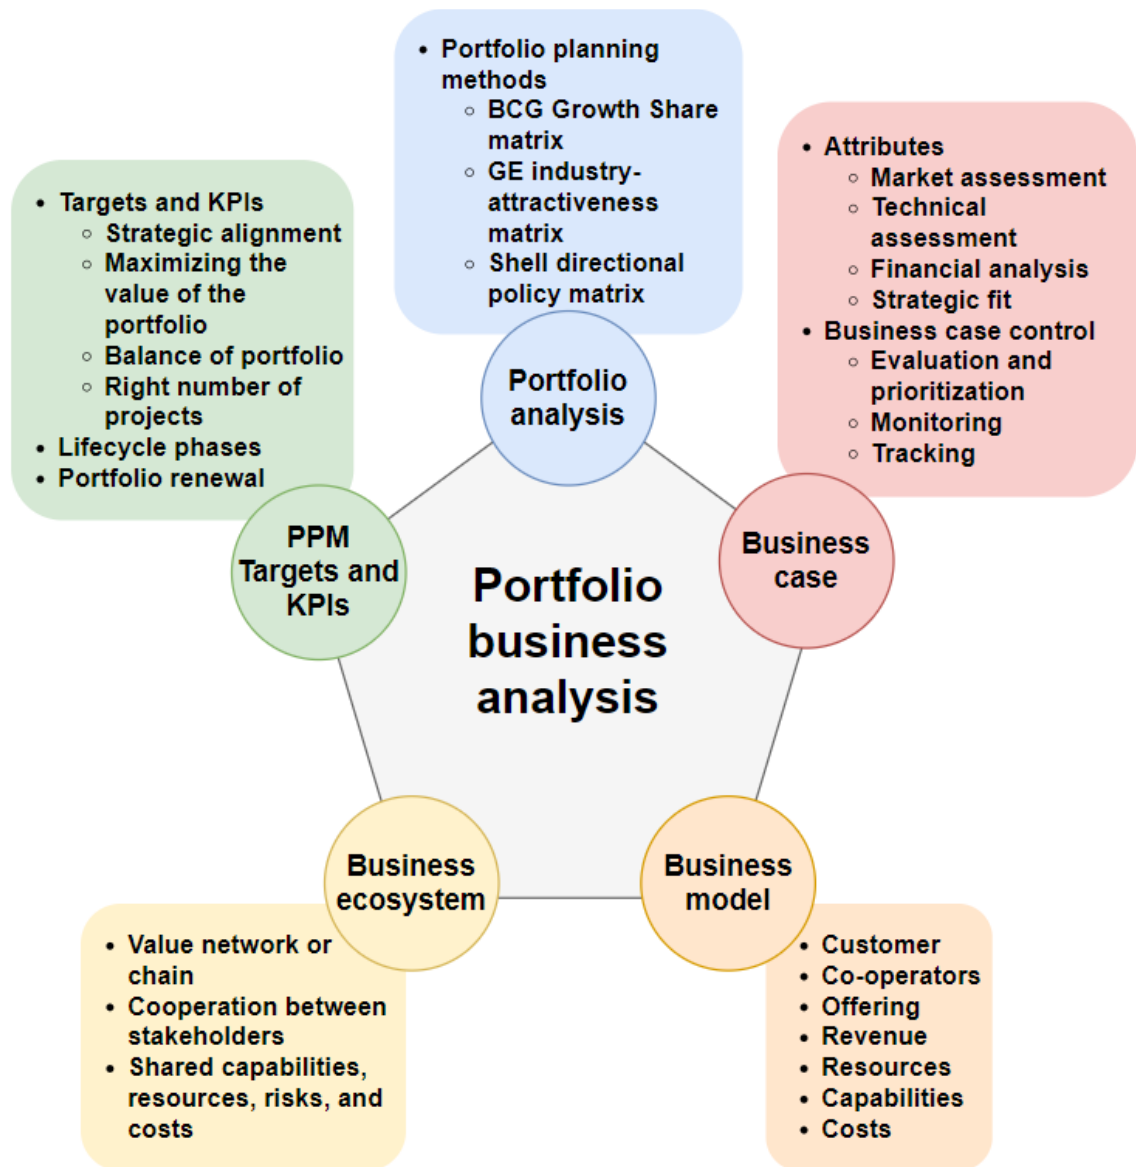 • Portfolio planning
methods
○ BCG Growth Share
matrix
○ GE industry-
attractiveness
matrix
○ Shell directional
policy matrix
Portfolio
analysis
• Attributes
○ Market assessment
○ Technical
assessment
○ Financial analysis
○ Strategic fit
• Business case control
○ Evaluation and
prioritization
○ Monitoring
○ Tracking
Business
case
• Targets and KPIs
○ Strategic alignment
○ Maximizing the
value of the
portfolio
○ Balance of portfolio
○ Right number of
projects
• Lifecycle phases
• Portfolio renewal
PPM
Targets and
KPIs
Portfolio
business
analysis
Business
ecosystem
• Value network or
chain
• Cooperation between
stakeholders
• Shared capabilities,
resources, risks, and
costs
Business
model
• Customer
• Co-operators
• Offering
• Revenue
• Resources
• Capabilities
• Costs